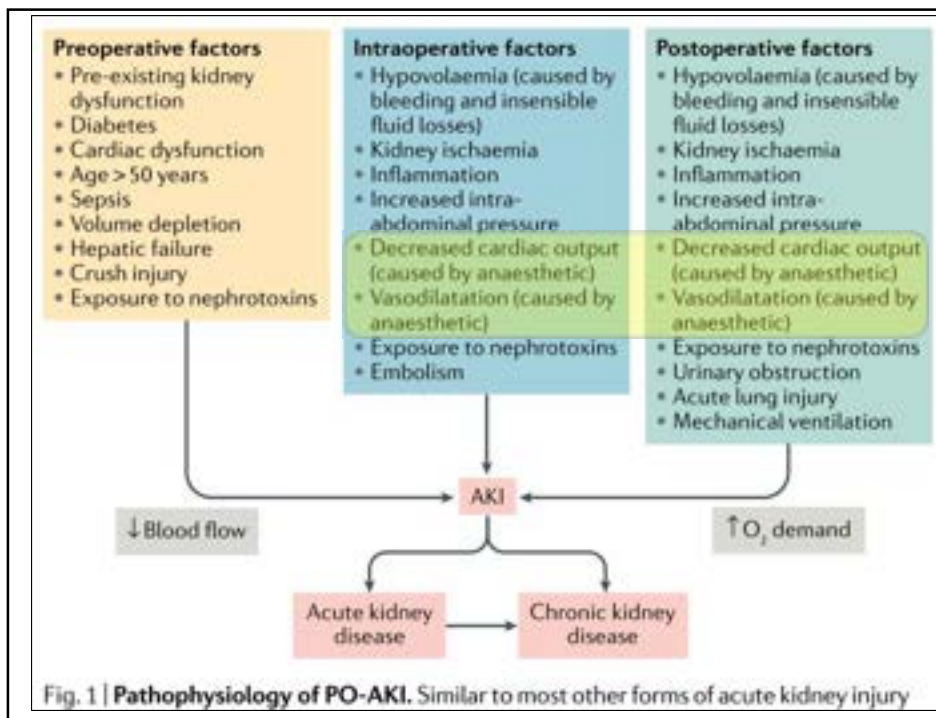 Preoperative factors
• Pre-existing kidney
dysfunction
• Diabetes
• Cardiac dysfunction
• Age > 50 years
• Sepsis
• Volume depletion
• Hepatic failure
• Crush injury
• Exposure to nephrotoxins
Intraoperative factors
• Hypovolaemia (caused by
bleeding and insensible
fluid losses)
• Kidney ischaemia
• Inflammation
• Increased intra-
abdominal pressure
• Decreased cardiac output
(caused by anaesthetic)
• Vasodilatation (caused by
anaesthetic)
• Exposure to nephrotoxins
• Embolism
Postoperative factors
• Hypovolaemia (caused by
bleeding and insensible
fluid losses)
• Kidney ischaemia
• Inflammation
• Increased intra-
abdominal pressure
• Decreased cardiac output
(caused by anaesthetic)
• Vasodilatation (caused by
anaesthetic)
• Exposure to nephrotoxins
• Urinary obstruction
• Acute lung injury
• Mechanical ventilation
AKI
↓Blood flow
↑O₂ demand
Acute kidney
disease
Chronic kidney
disease
Fig. 1 | Pathophysiology of PO-AKI. Similar to most other forms of acute kidney injury